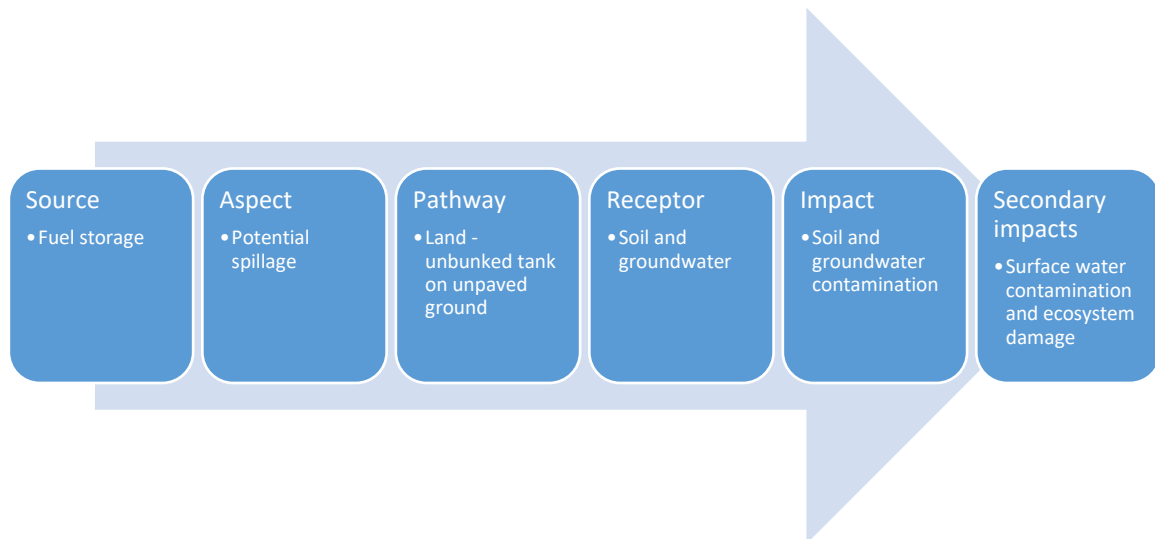 Source
•Fuel storage
Aspect
•Potential
spillage
Pathway
•Land -
unbunked tank
on unpaved
ground
Receptor
•Soil and
groundwater
Impact
•Soil and
groundwater
contamination
Secondary
impacts
•Surface water
contamination
and ecosystem
damage